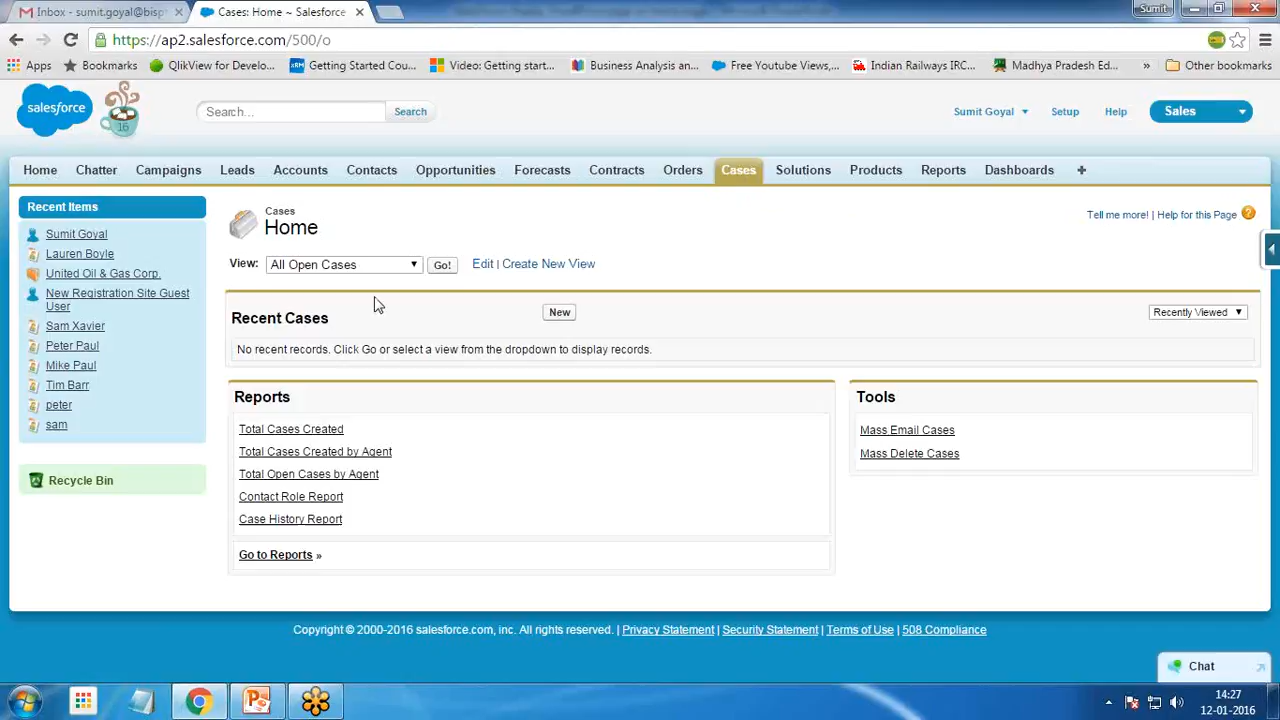 Inbox - sumit.goyal@bisp
Cases: Home ~ Salesforce
Sumit
https://ap2.salesforce.com/500/o
Apps Bookmarks QlikView for Develo... Getting Started Cou... Video: Getting start... Business Analysis an... Free Youtube Views,... Indian Railways IRC... Madhya Pradesh Ed... » Other bookmarks
salesforce
16
Search...
Search
Sumit Goyal Setup Help Sales
Home Chatter Campaigns Leads Accounts Contacts Opportunities Forecasts Contracts Orders Cases Solutions Products Reports Dashboards +
Recent Items
Sumit Goyal
Lauren Boyle
United Oil & Gas Corp.
New Registration Site Guest
User
Sam Xavier
Peter Paul
Mike Paul
Tim Barr
peter
sam
Recycle Bin
Cases
Home
Tell me more! | Help for this Page ?
View: All Open Cases Go! Edit | Create New View
Recent Cases New Recently Viewed
No recent records. Click Go or select a view from the dropdown to display records.
Reports
Total Cases Created
Total Cases Created by Agent
Total Open Cases by Agent
Contact Role Report
Case History Report
Go to Reports »
Tools
Mass Email Cases
Mass Delete Cases
Copyright © 2000-2016 salesforce.com, inc. All rights reserved. | Privacy Statement | Security Statement | Terms of Use | 508 Compliance
Chat
14:27
12-01-2016